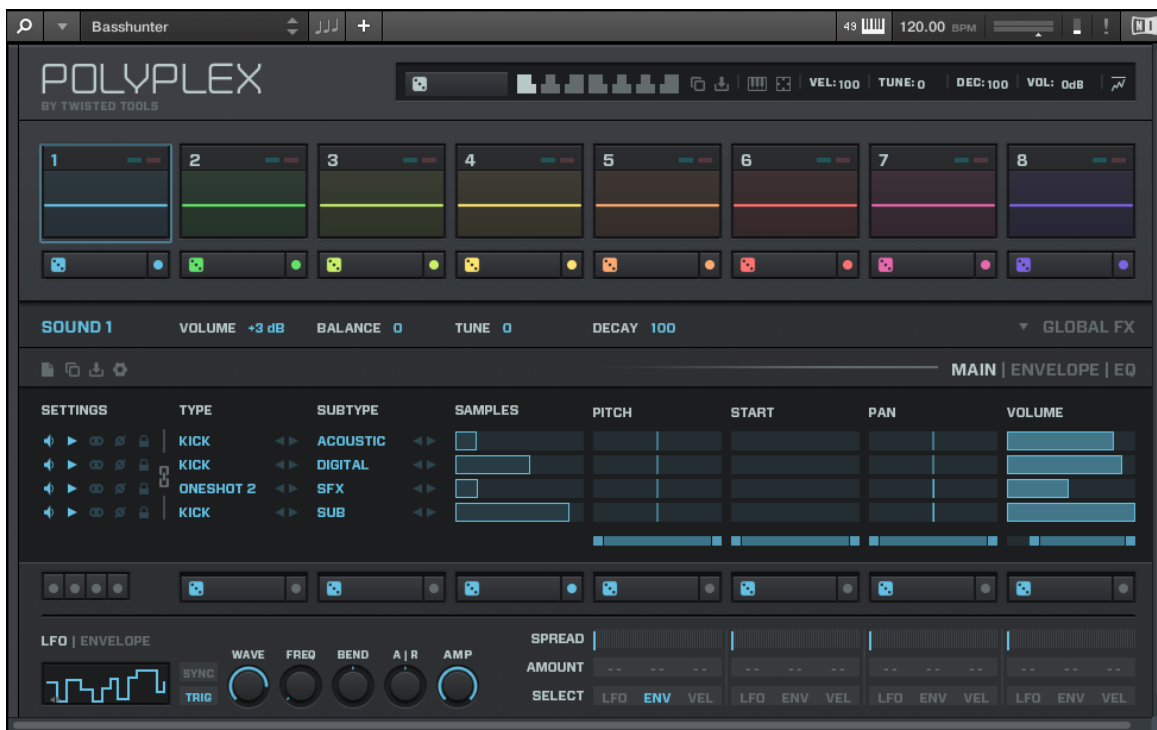 Basshunter 49 120.00 BPM NI
POLYPLEX
BY TWISTED TOOLS
VEL: 100 TUNE: 0 DEC: 100 VOL: 0dB
1 2 3 4 5 6 7 8
SOUND 1 VOLUME +3 dB BALANCE 0 TUNE 0 DECAY 100 GLOBAL FX
MAIN | ENVELOPE | EQ
SETTINGS TYPE SUBTYPE SAMPLES PITCH START PAN VOLUME
KICK ACOUSTIC
KICK DIGITAL
ONESHOT 2 SFX
KICK SUB
LFO | ENVELOPE
WAVE FREQ BEND A|R AMP
SYNC
TRIG
SPREAD
AMOUNT -- -- -- -- -- -- -- -- -- -- -- --
SELECT LFO ENV VEL LFO ENV VEL LFO ENV VEL LFO ENV VEL